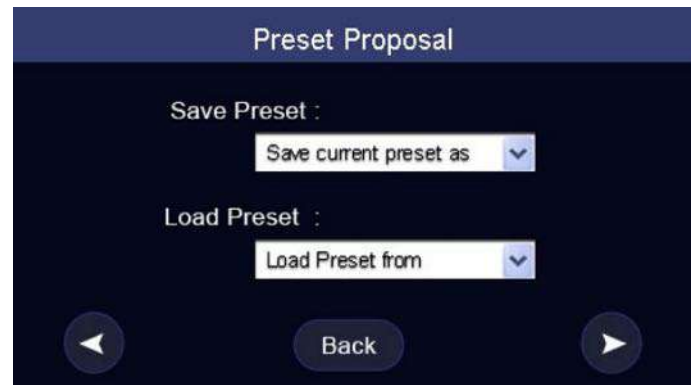 Preset Proposal
Save Preset :
Save current preset as
Load Preset :
Load Preset from
Back